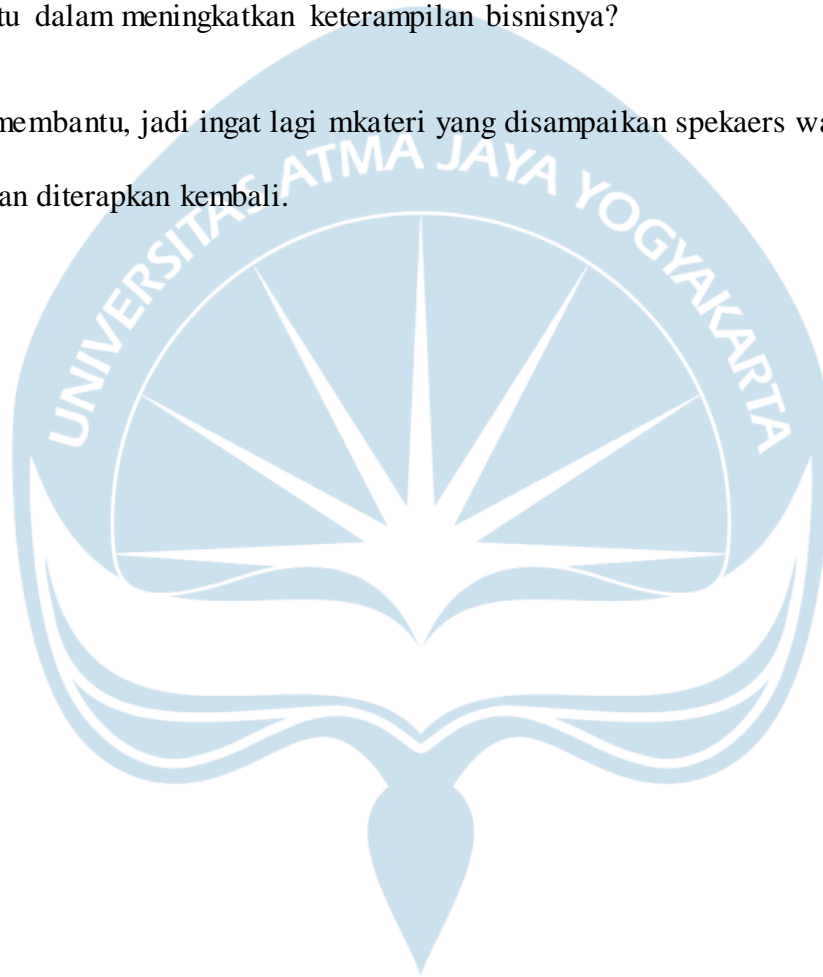 tu dalam meningkatkan keterampilan bisnisnya?
membantu, jadi ingat lagi mkateri yang disampaikan spekaers wa
an diterapkan kembali.
UNIVERSITAS ATMA JAYA YOGYAKARTA